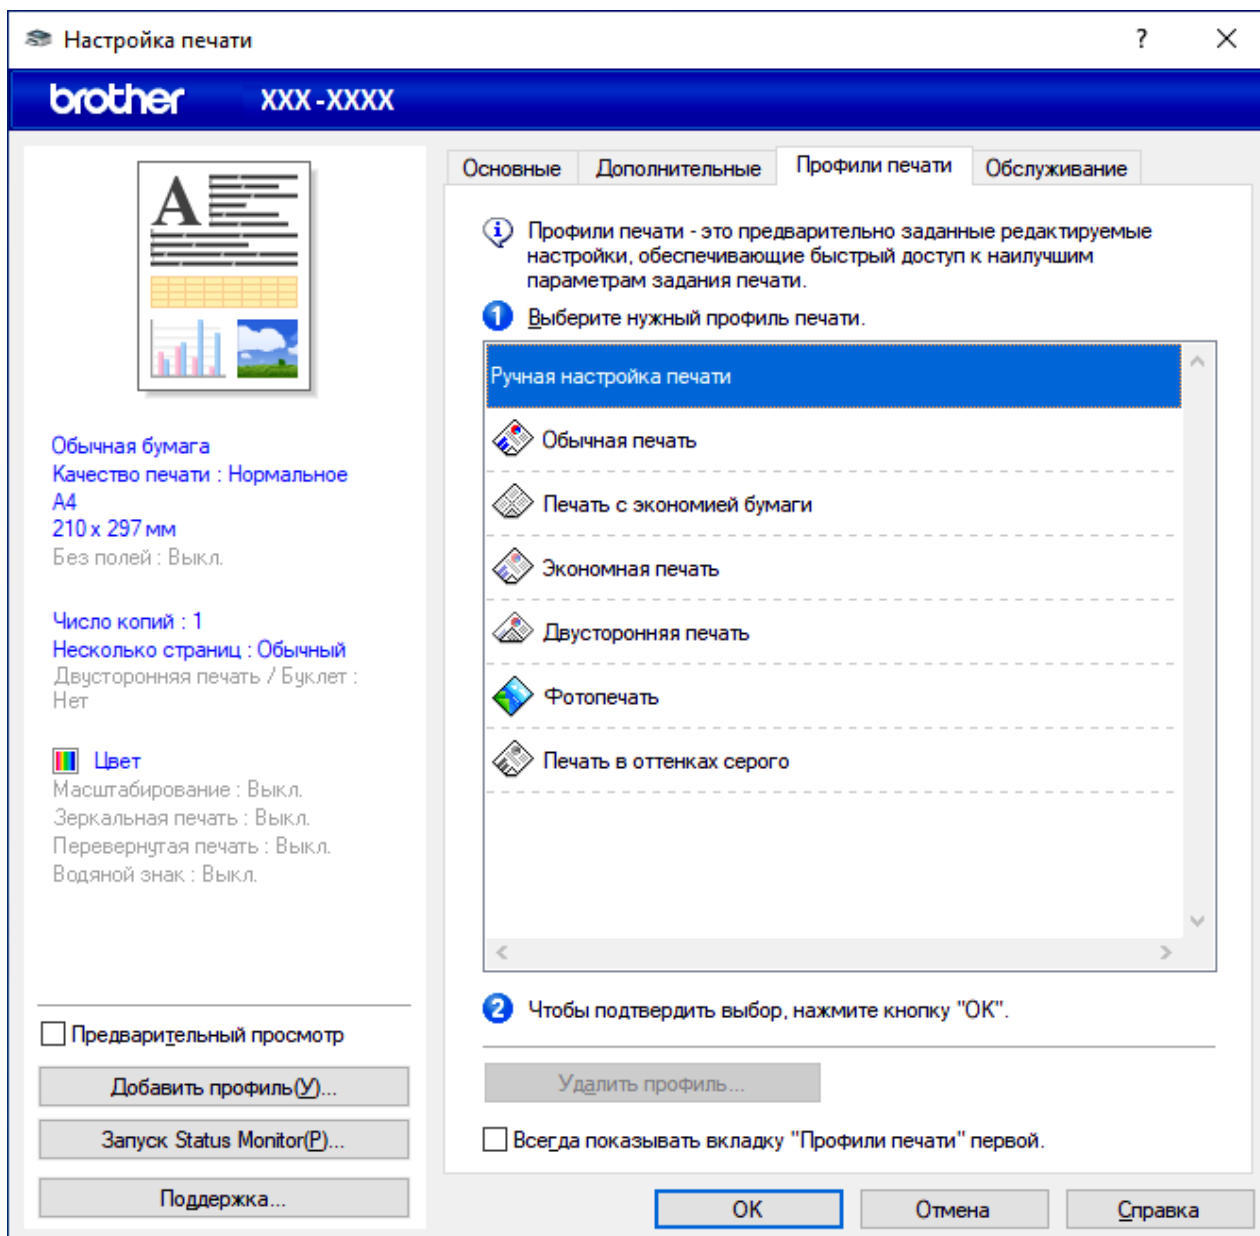 Настройка печати
?
brother XXX-XXXX
A
Обычная бумага
Качество печати : Нормальное
A4
210 x 297 мм
Без полей : Выкл.
Число копий : 1
Несколько страниц : Обычный
Двусторонняя печать / Буклет :
Нет
Цвет
Масштабирование : Выкл.
Зеркальная печать : Выкл.
Перевернутая печать : Выкл.
Водяной знак : Выкл.
Предварительный просмотр
Добавить профиль(У)...
Запуск Status Monitor(P)...
Поддержка...
Основные Дополнительные Профили печати Обслуживание
Профили печати - это предварительно заданные редактируемые
настройки, обеспечивающие быстрый доступ к наилучшим
параметрам задания печати.
1 Выберите нужный профиль печати.
Ручная настройка печати
Обычная печать
Печать с экономией бумаги
Экономная печать
Двусторонняя печать
Фотопечать
Печать в оттенках серого
2 Чтобы подтвердить выбор, нажмите кнопку "OK".
Удалить профиль...
Всегда показывать вкладку "Профили печати" первой.
OK Отмена Справка